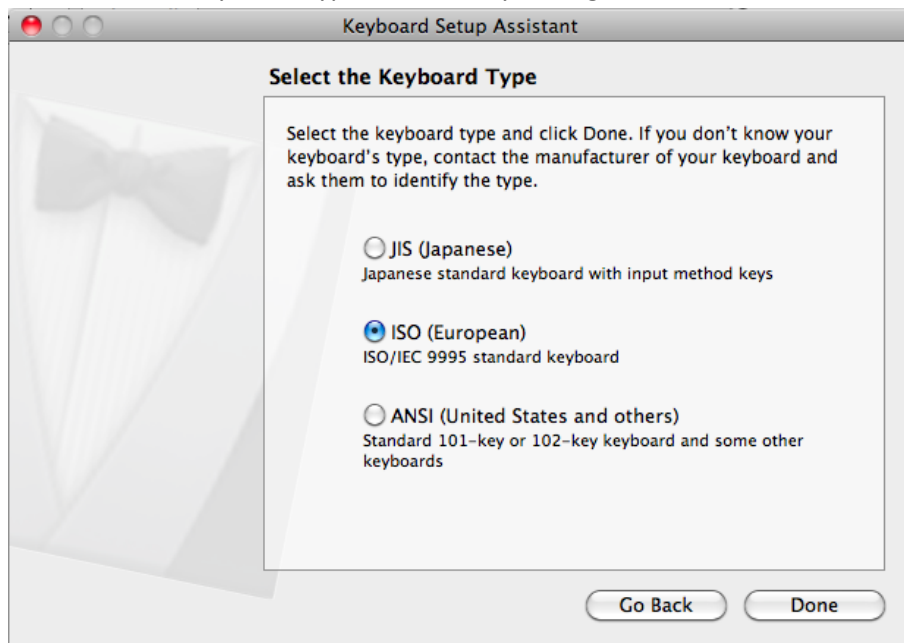 Keyboard Setup Assistant
Select the Keyboard Type
Select the keyboard type and click Done. If you don’t know your
keyboard’s type, contact the manufacturer of your keyboard and
ask them to identify the type.
JIS (Japanese)
Japanese standard keyboard with input method keys
ISO (European)
ISO/IEC 9995 standard keyboard
ANSI (United States and others)
Standard 101-key or 102-key keyboard and some other
keyboards
Go Back
Done